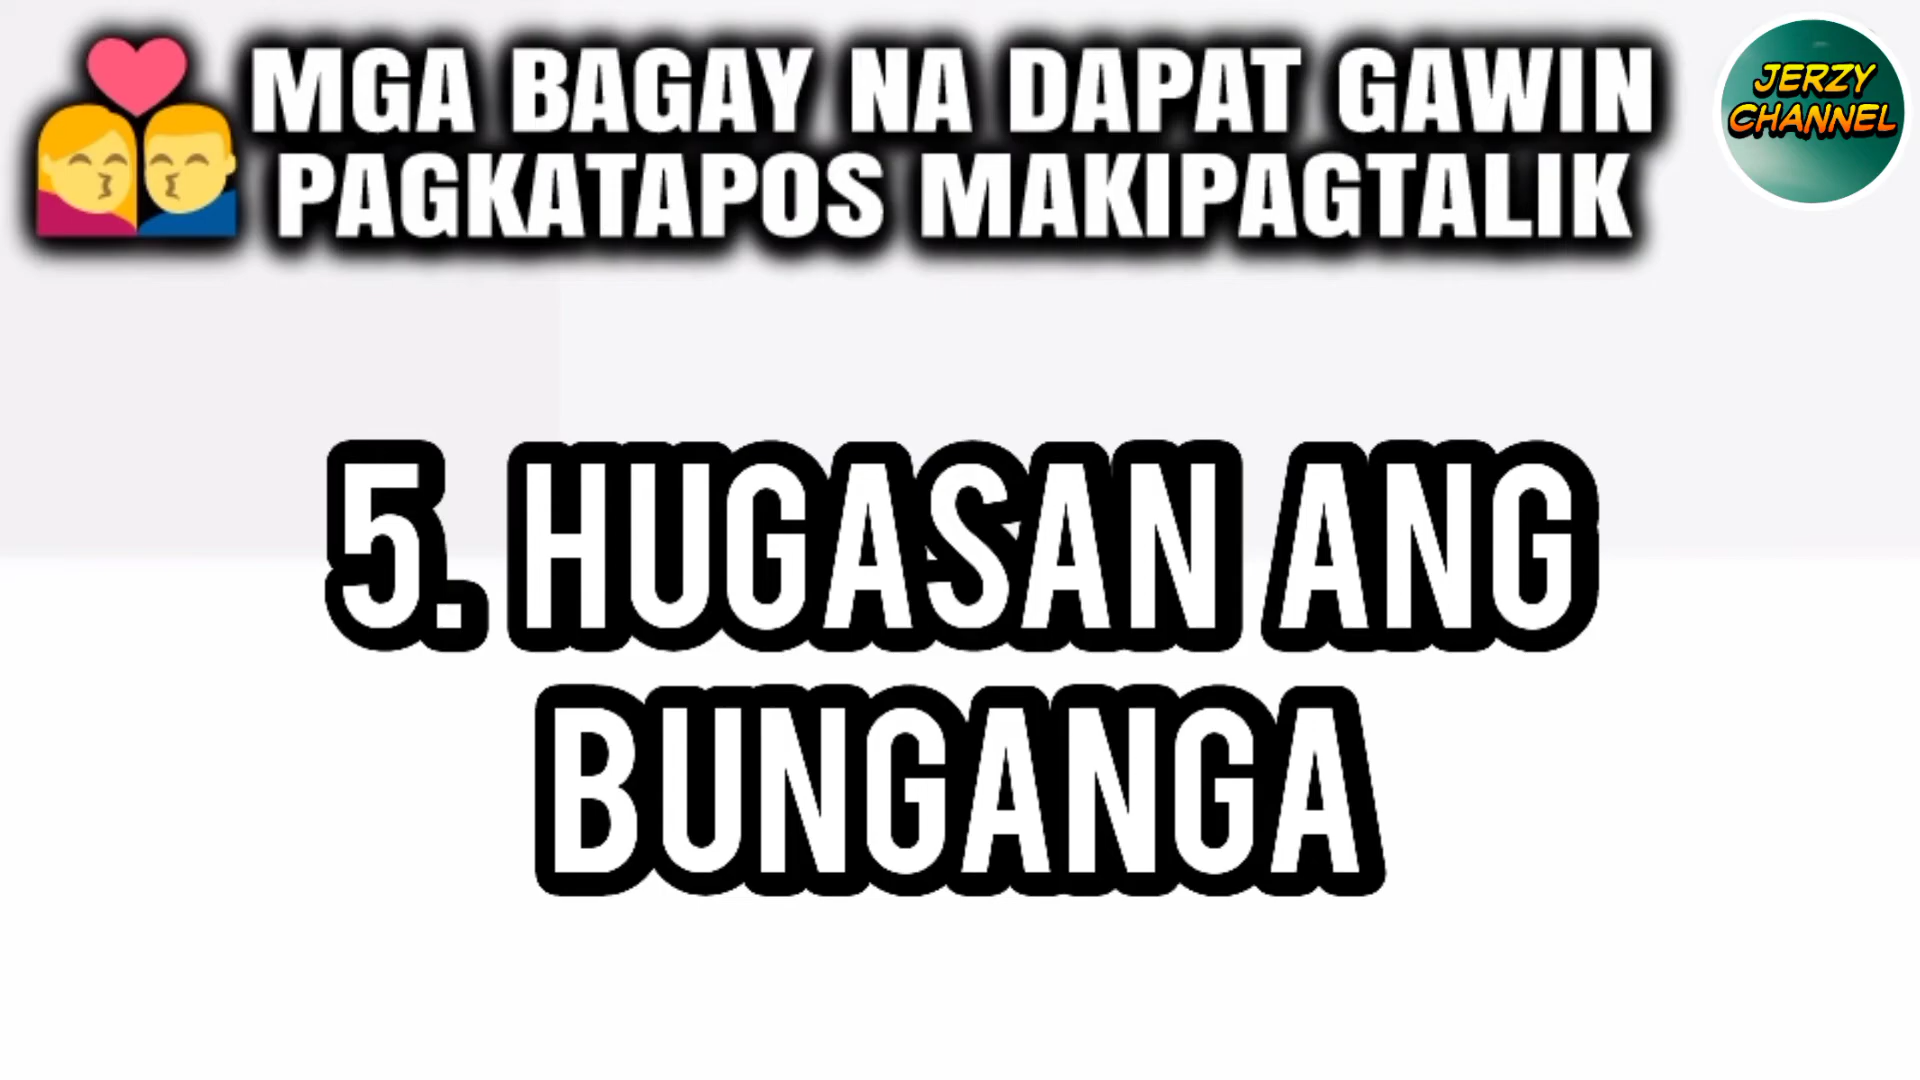 MGA BAGAY NA DAPAT GAWIN
PAGKATAPOS MAKIPAGTALIK
JERZY
CHANNEL
5. HUGASAN ANG
BUNGANGA